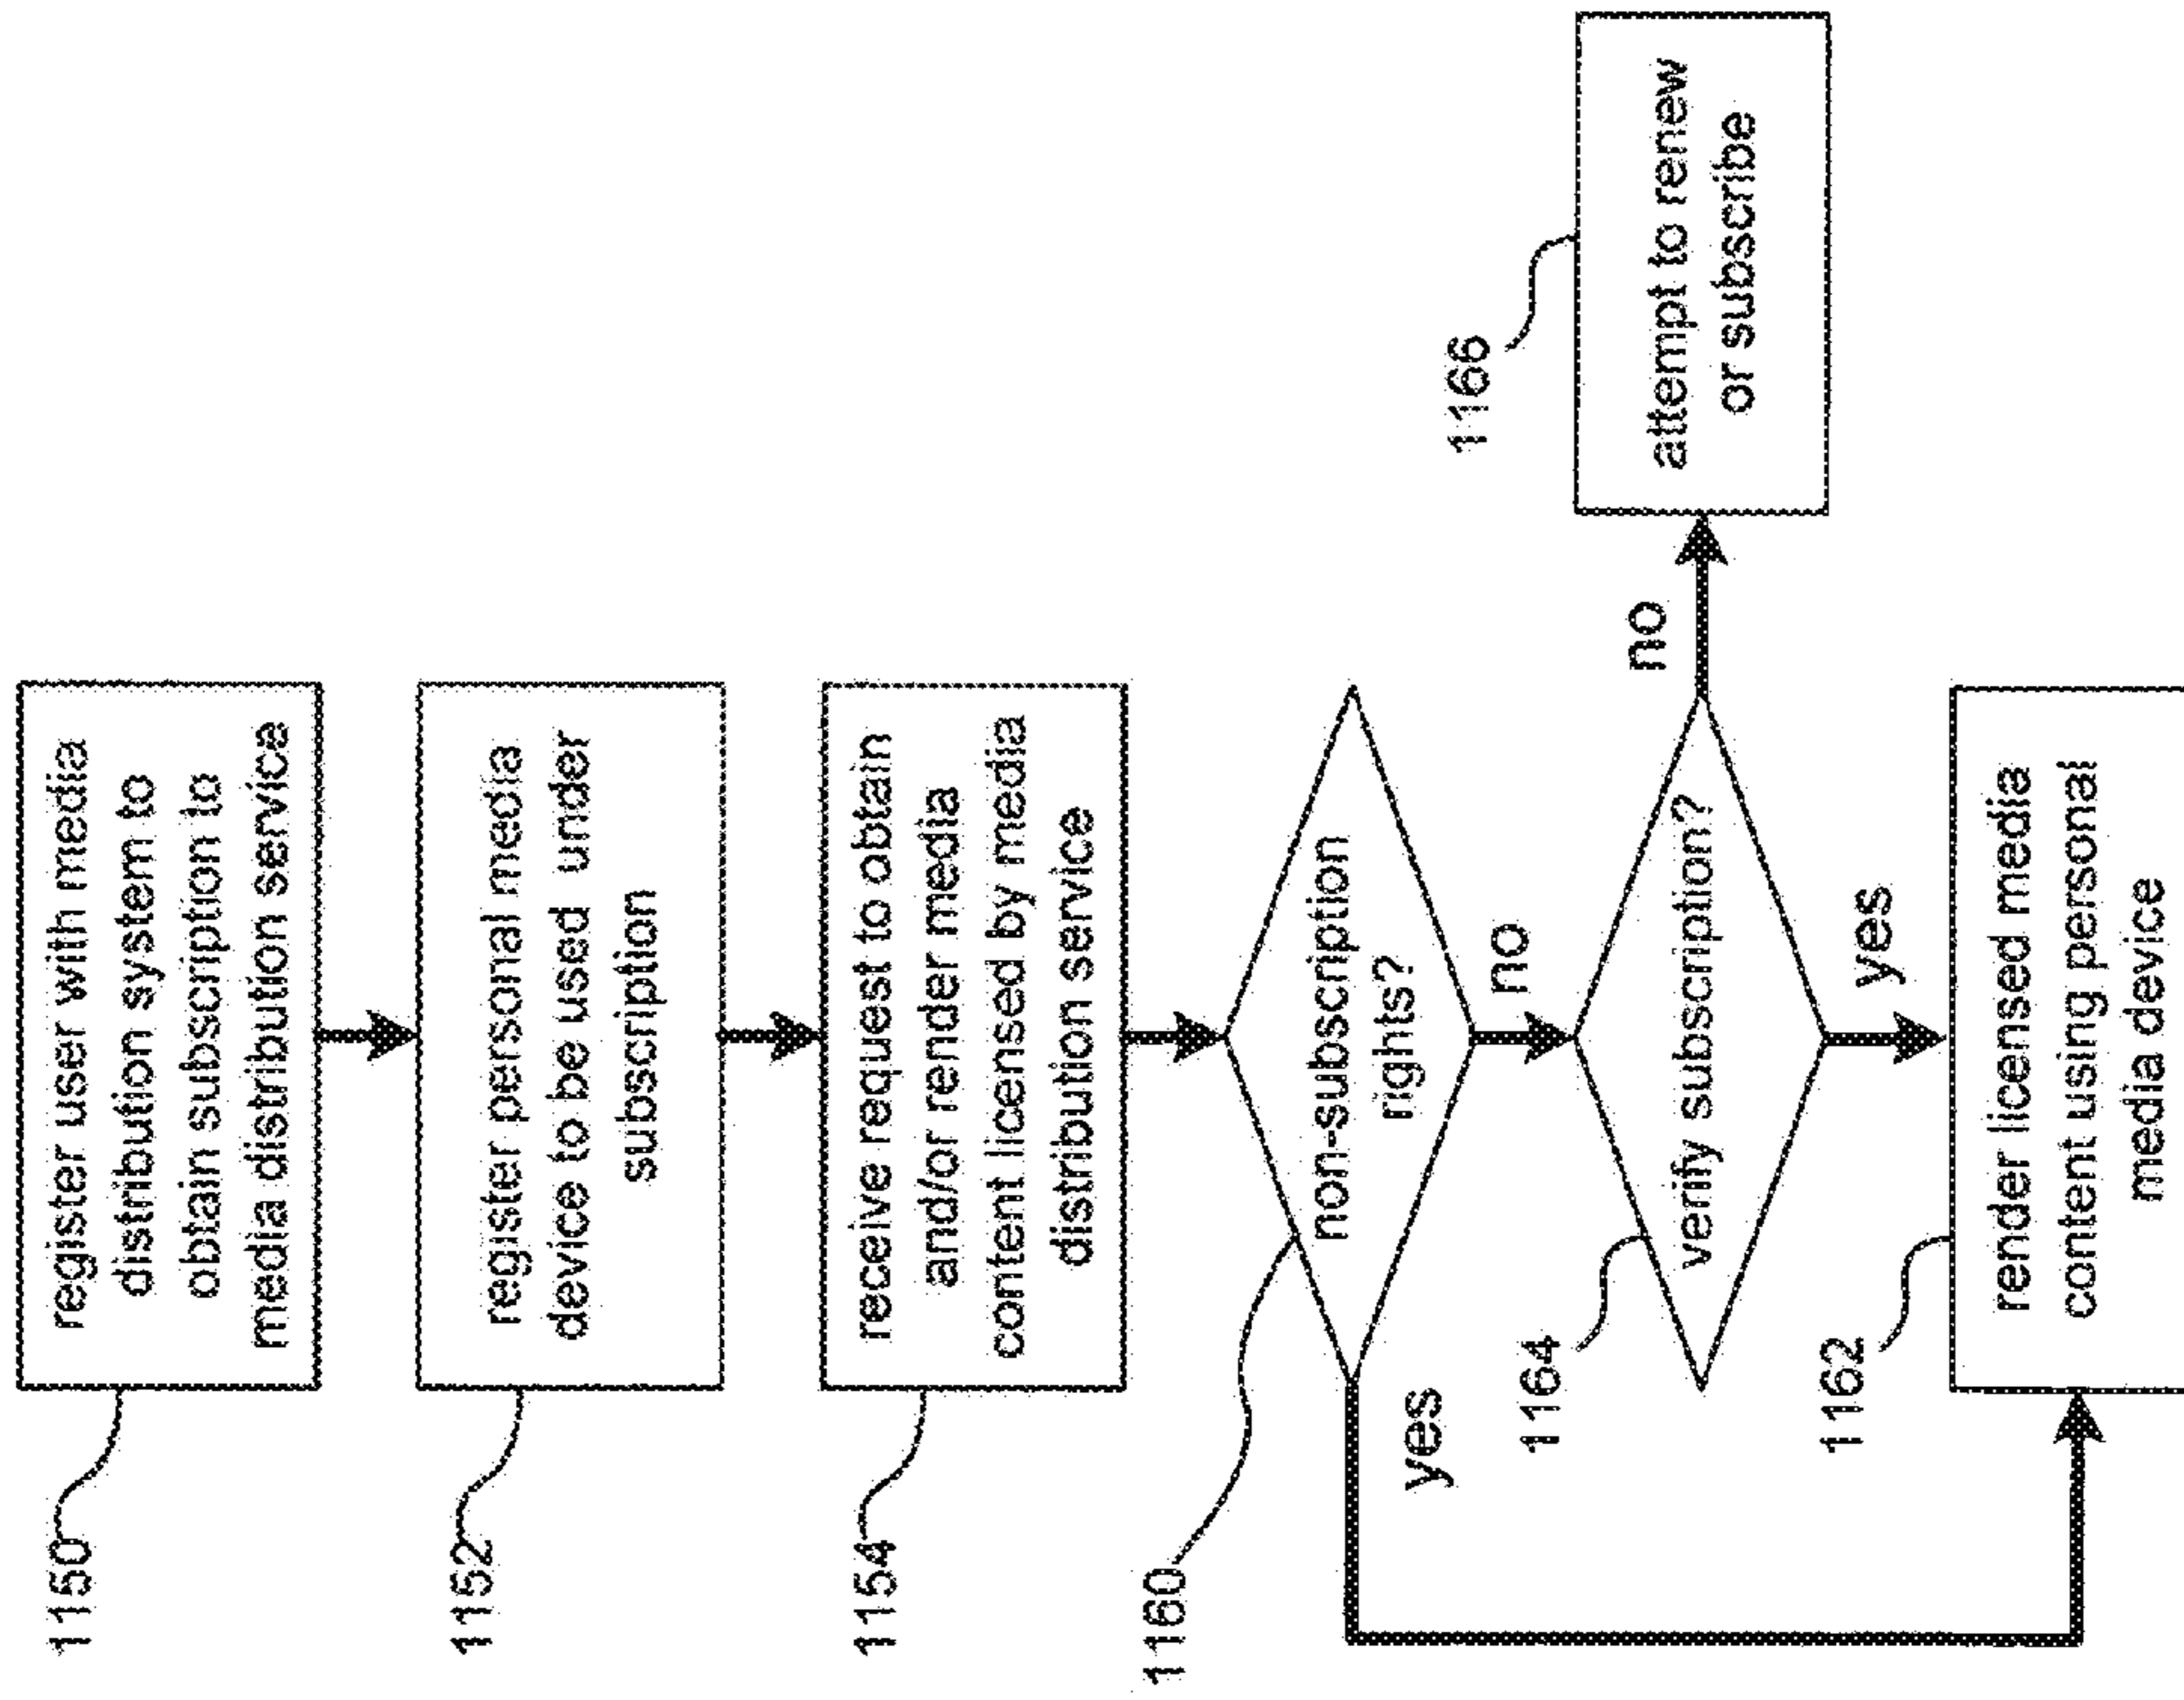 1150
register user with media
distribution system to
obtain subscription to
media distribution service
1152
register personal media
device to be used under
subscription
1154
receive request to obtain
and/or render media
content licensed by media
distribution service
1160
non-subscription
rights?
yes
no
1164
verify subscription?
no
1166
attempt to renew
or subscribe
yes
1162
render licensed media
content using personal
media device